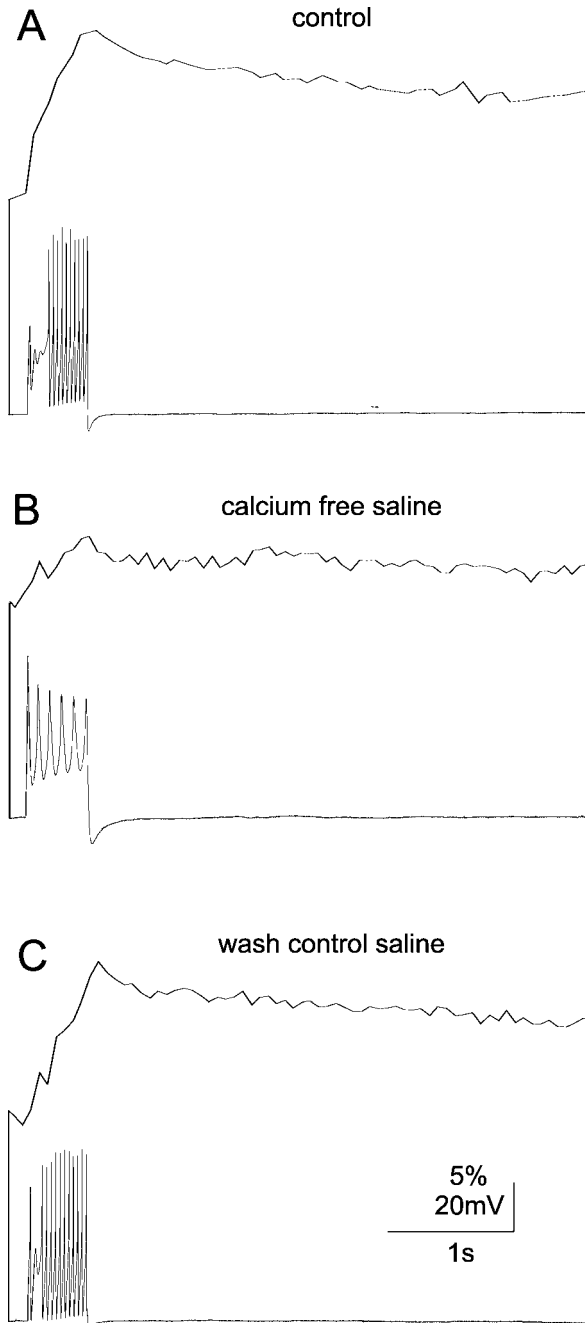 A
control
B
calcium free saline
C
wash control saline
5%
20mV
1s